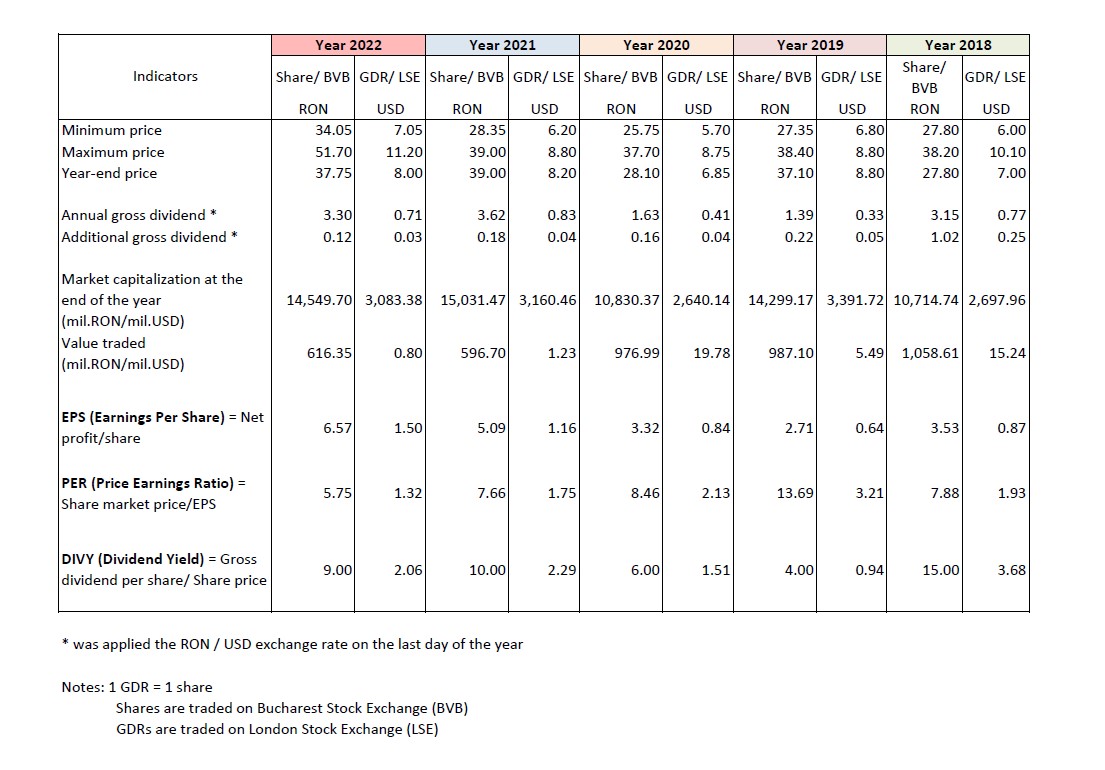 Year 2022 Year 2021 Year 2020 Year 2019 Year 2018
Indicators Share/ BVB GDR/ LSE Share/ BVB GDR/ LSE Share/ BVB GDR/ LSE Share/ BVB GDR/ LSE Share/ BVB GDR/ LSE
RON USD RON USD RON USD RON USD RON USD
Minimum price 34.05 7.05 28.35 6.20 25.75 5.70 27.35 6.80 27.80 6.00
Maximum price 51.70 11.20 39.00 8.80 37.70 8.75 38.40 8.80 38.20 10.10
Year-end price 37.75 8.00 39.00 8.20 28.10 6.85 37.10 8.80 27.80 7.00
Annual gross dividend * 3.30 0.71 3.62 0.83 1.63 0.41 1.39 0.33 3.15 0.77
Additional gross dividend * 0.12 0.03 0.18 0.04 0.16 0.04 0.22 0.05 1.02 0.25
Market capitalization at the
end of the year 14,549.70 3,083.38 15,031.47 3,160.46 10,830.37 2,640.14 14,299.17 3,391.72 10,714.74 2,697.96
(mil.RON/mil.USD)
Value traded
(mil.RON/mil.USD) 616.35 0.80 596.70 1.23 976.99 19.78 987.10 5.49 1,058.61 15.24
EPS (Earnings Per Share) = Net
profit/share 6.57 1.50 5.09 1.16 3.32 0.84 2.71 0.64 3.53 0.87
PER (Price Earnings Ratio) =
Share market price/EPS 5.75 1.32 7.66 1.75 8.46 2.13 13.69 3.21 7.88 1.93
DIVY (Dividend Yield) = Gross
dividend per share/ Share price 9.00 2.06 10.00 2.29 6.00 1.51 4.00 0.94 15.00 3.68
* was applied the RON / USD exchange rate on the last day of the year
Notes: 1 GDR = 1 share
Shares are traded on Bucharest Stock Exchange (BVB)
GDRs are traded on London Stock Exchange (LSE)